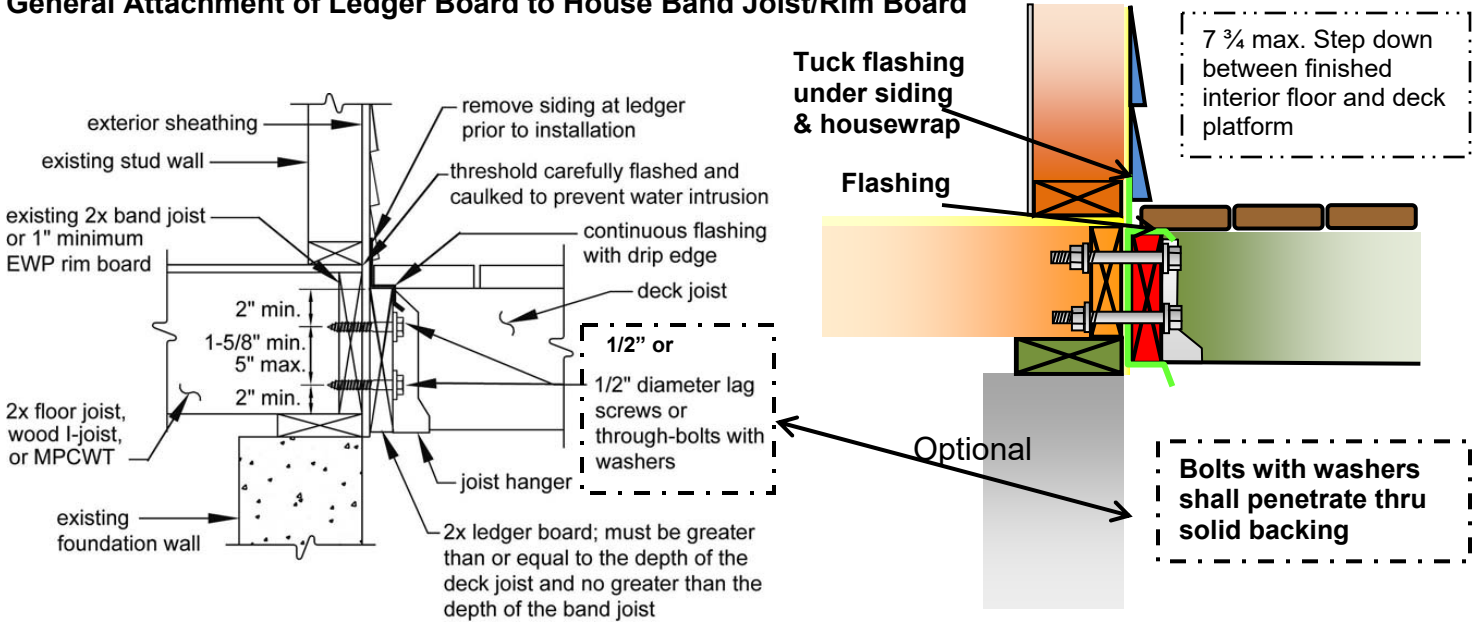 General Attachment of Ledger Board to House Band Joist/Rim Board
exterior sheathing
existing stud wall
existing 2x band joist
or 1" minimum
EWP rim board
2" min.
1-5/8" min.
5" max.
2" min.
2x floor joist,
wood I-joist,
or MPCWT
existing
foundation wall
remove siding at ledger
prior to installation
threshold carefully flashed and
caulked to prevent water intrusion
continuous flashing
with drip edge
deck joist
1/2” or
1/2" diameter lag
screws or
through-bolts with
washers
joist hanger
2x ledger board; must be greater
than or equal to the depth of the
deck joist and no greater than the
depth of the band joist
Tuck flashing
under siding
& housewrap
Flashing
7 ¾ max. Step down
between finished
interior floor and deck
platform
Optional
Bolts with washers
shall penetrate thru
solid backing